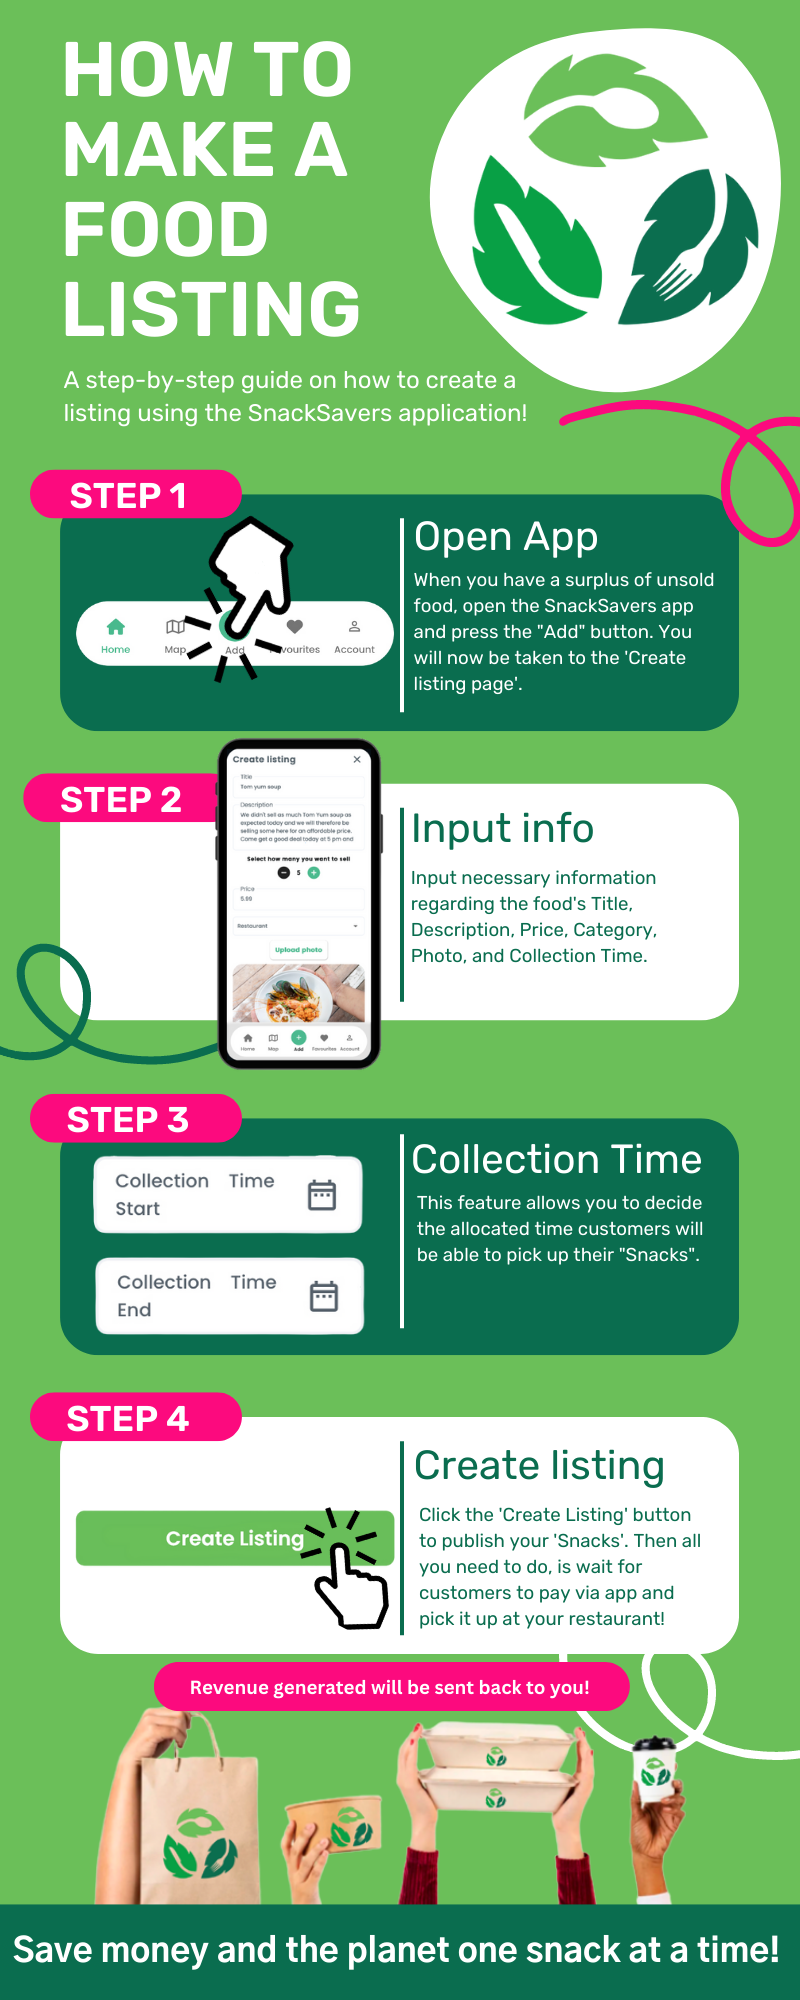 HOW TO
MAKE A
FOOD
LISTING
A step-by-step guide on how to create a
listing using the SnackSavers application!
STEP 1
Home
Map
Add
vourites
Account
Open App
When you have a surplus of unsold
food, open the SnackSavers app
and press the "Add" button. You
will now be taken to the 'Create
listing page'.
STEP 2
Create listing
Title
Tom yum soup
Description
We didn't sell as much Tom Yum soup as
expected today and we will therefore be
selling some here for an affordable price.
Come get a good deal today at 5 pm and
Select how many you want to sell
5
Price
5.99
Restaurant
Upload photo
Home
Map
Add
Favourites
Account
Input info
Input necessary information
regarding the food's Title,
Description, Price, Category,
Photo, and Collection Time.
STEP 3
Collection Time
Start
Collection Time
End
Collection Time
This feature allows you to decide
the allocated time customers will
be able to pick up their "Snacks".
STEP 4
Create Listing
Create listing
Click the 'Create Listing' button
to publish your 'Snacks'. Then all
you need to do, is wait for
customers to pay via app and
pick it up at your restaurant!
Revenue generated will be sent back to you!
Save money and the planet one snack at a time!